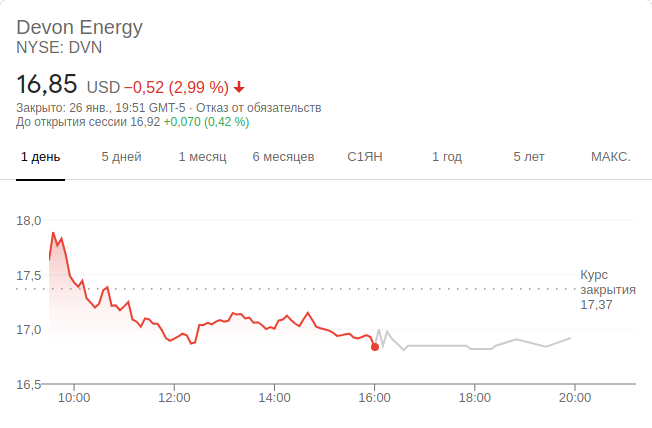 Devon Energy
NYSE: DVN
16,85 USD −0,52 (2,99 %)
Закрыто: 26 янв., 19:51 GMT-5 · Отказ от обязательств
До открытия сессии 16,92 +0,070 (0,42 %)
1 день 5 дней 1 месяц 6 месяцев С1ЯН 1 год 5 лет МАКС.
18,0
17,5
17,0
16,5
Курс
закрытия
17,37
10:00 12:00 14:00 16:00 18:00 20:00